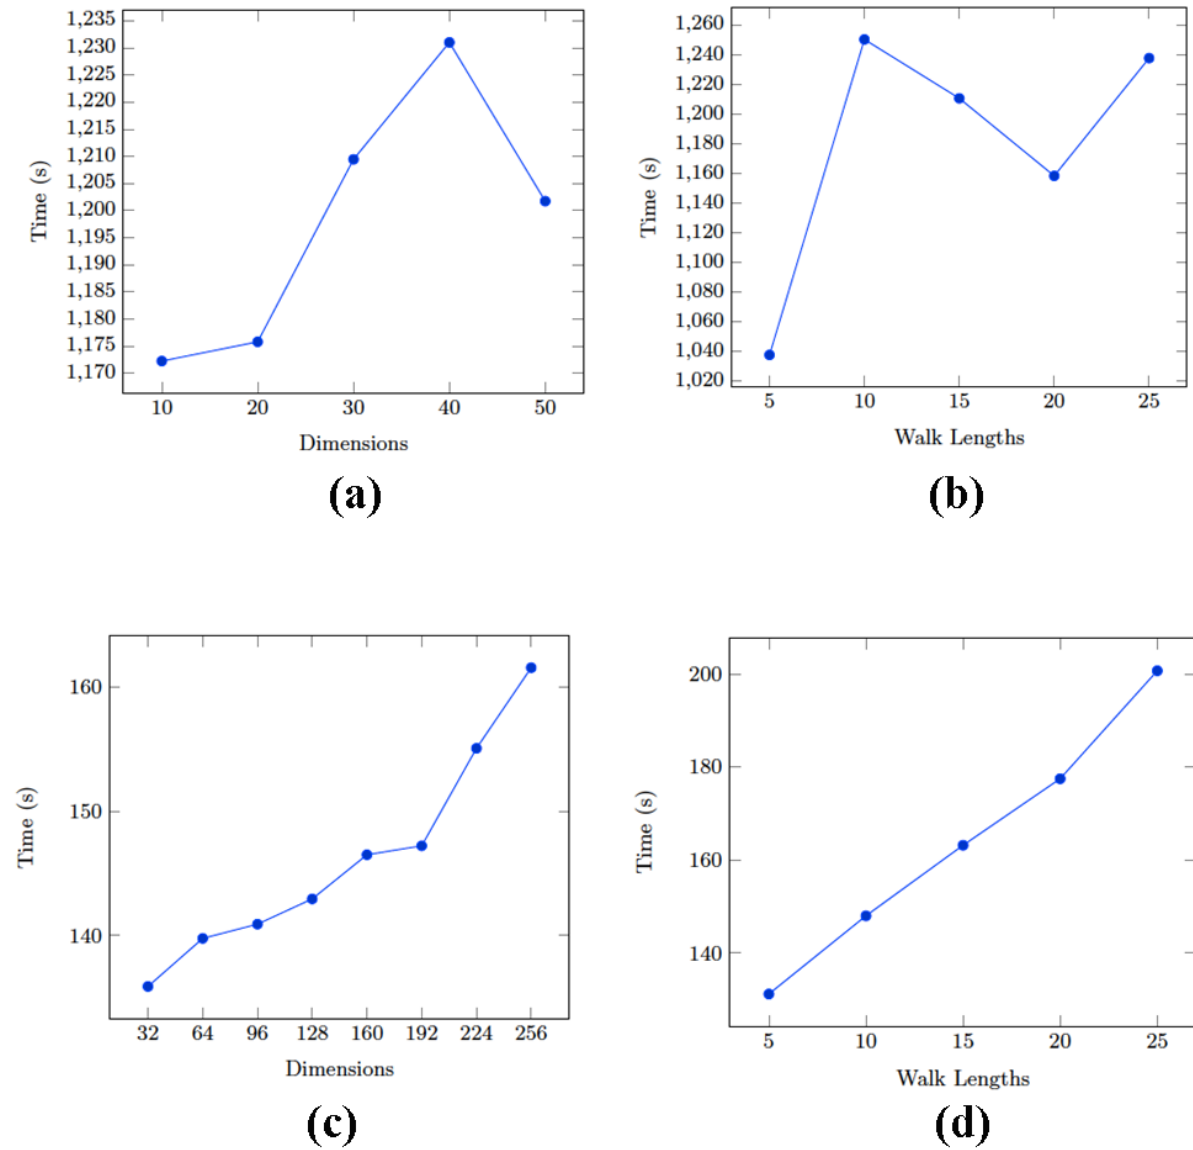 1,235
1,230
1,225
1,220
1,215
1,210
1,205
1,200
1,195
1,190
1,185
1,180
1,175
1,170
Time (s)
10 20 30 40 50
Dimensions
(a)
1,260
1,240
1,220
1,200
1,180
1,160
1,140
1,120
1,100
1,080
1,060
1,040
1,020
Time (s)
5 10 15 20 25
Walk Lengths
(b)
160
150
140
Time (s)
32 64 96 128 160 192 224 256
Dimensions
(c)
200
180
160
140
Time (s)
5 10 15 20 25
Walk Lengths
(d)